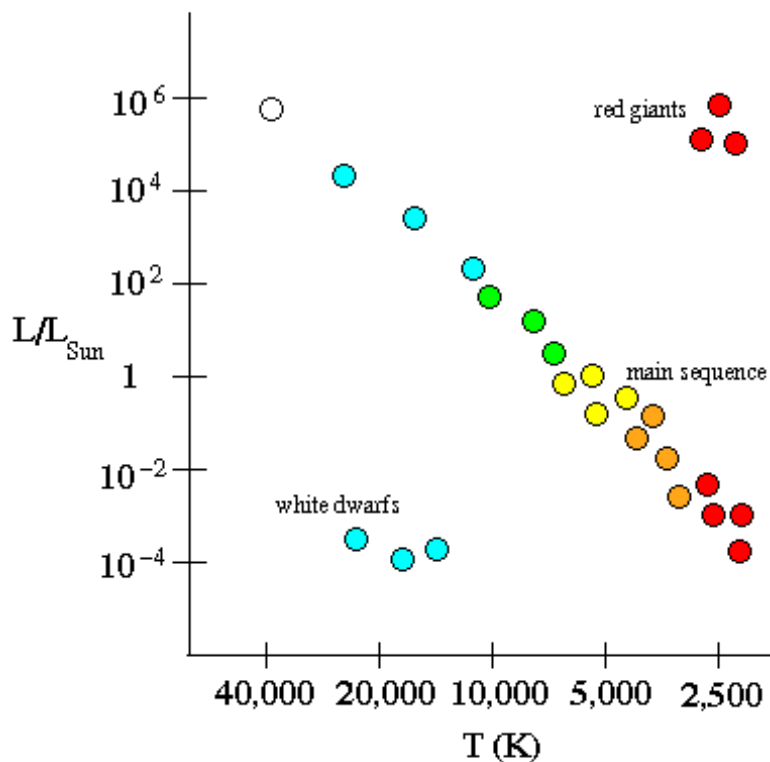 10⁶
red giants
10⁴
10²
L/L_Sun
1
main sequence
10⁻²
white dwarfs
10⁻⁴
40,000 20,000 10,000 5,000 2,500
T (K)